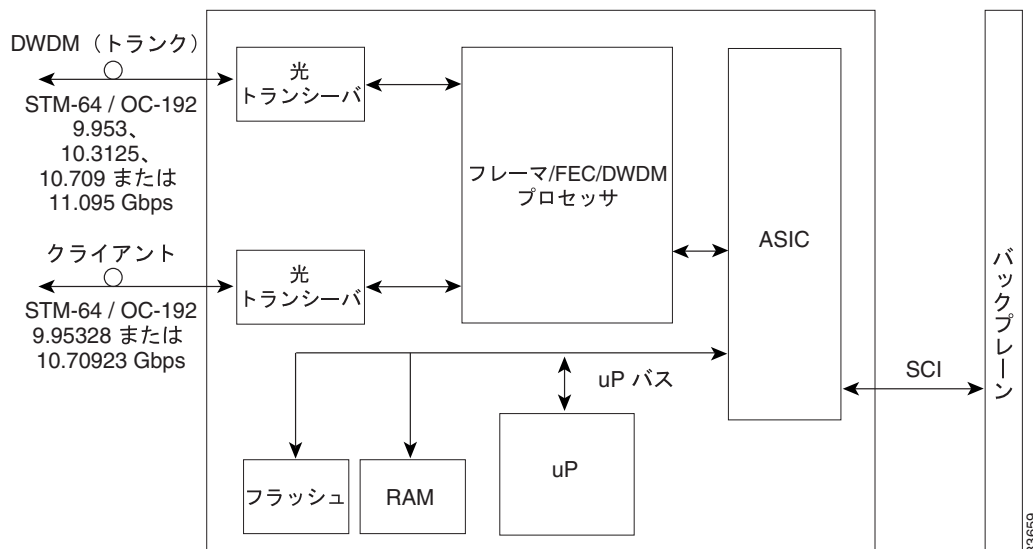 DWDM（トランク）
STM-64 / OC-192
9.953、
10.3125、
10.709 または
11.095 Gbps
光
トランシーバ
フレーマ/FEC/DWDM
プロセッサ
ASIC
クライアント
STM-64 / OC-192
9.95328 または
10.70923 Gbps
光
トランシーバ
uP バス
SCI
バックプレーン
フラッシュ
RAM
uP